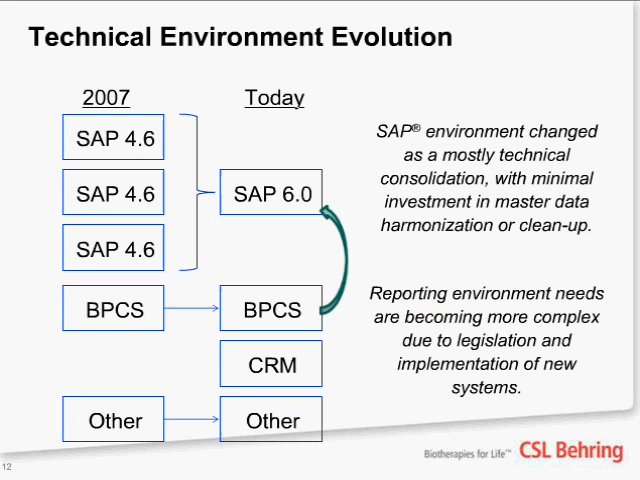 Technical Environment Evolution
2007
Today
SAP 4.6
SAP 4.6
SAP 4.6
SAP 6.0
BPCS
BPCS
CRM
Other
Other
SAP® environment changed
as a mostly technical
consolidation, with minimal
investment in master data
harmonization or clean-up.
Reporting environment needs
are becoming more complex
due to legislation and
implementation of new
systems.
Biotherapies for Life™ CSL Behring
12